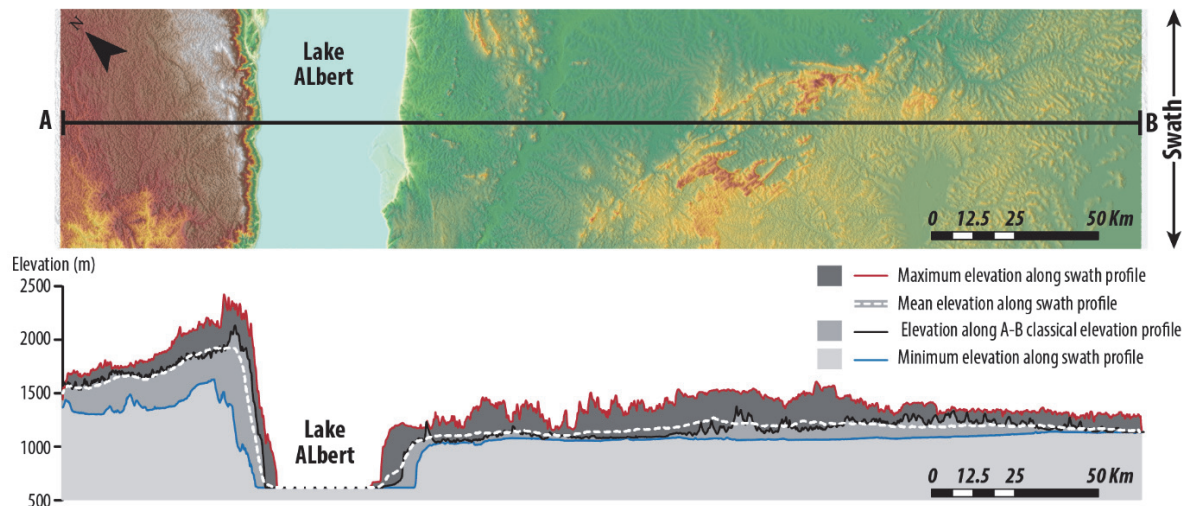 N
Lake
ALbert
A
B
Swath
0 12.5 25 50 Km
Elevation (m)
2500
2000
1500
1000
500
Lake
ALbert
Maximum elevation along swath profile
Mean elevation along swath profile
Elevation along A-B classical elevation profile
Minimum elevation along swath profile
0 12.5 25 50 Km